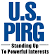 U.S.
PIRG
Standing Up
To Powerful Interests